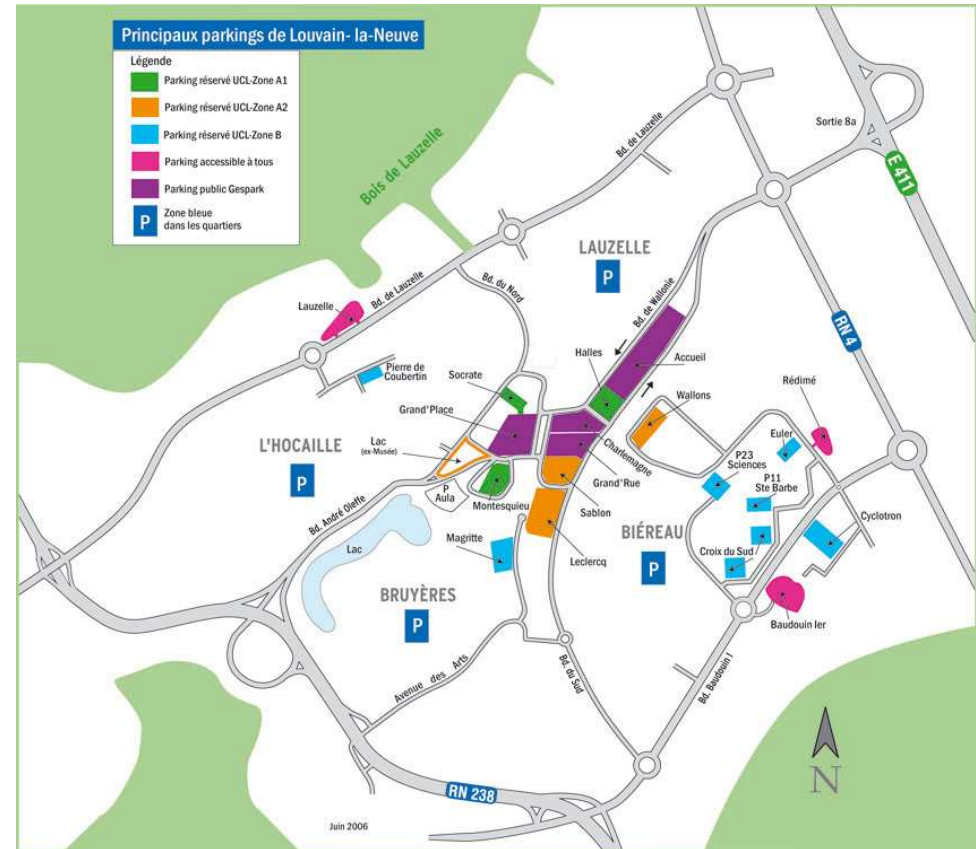 Principaux parkings de Louvain- la-Neuve
Légende
Parking réservé UCL-Zone A1
Parking réservé UCL-Zone A2
Parking réservé UCL-Zone B
Parking accessible à tous
Parking public Gespark
P
Zone bleue
dans les quartiers
Bois de Lauzelle
Bd. de Lauzelle
Bd. de Lauzelle
Sortie 8a
E 411
LAUZELLE
P
Bd. du Nord
Bd. de Lauzelle
Lauzelle
Bd. de Wallonie
RN 4
Halles
Accueil
Pierre de
Coubertin
Socrate
Wallons
Rédimé
Grand'Place
Euler
L'HOCAILLE
P
Lac
(ex-Musée)
Charlemagne
P23
Sciences
Grand'Rue
P11
Ste Barbe
P
Aula
Montesquieu
Sablon
Bd. André Oleffe
BIÉREAU
P
Cyclotron
Magritte
Leclercq
Croix du Sud
Lac
BRUYÈRES
P
Baudouin Ier
Avenue des Arts
Bd. du Sud
Bd. Baudouin I
RN 238
N
Juin 2006